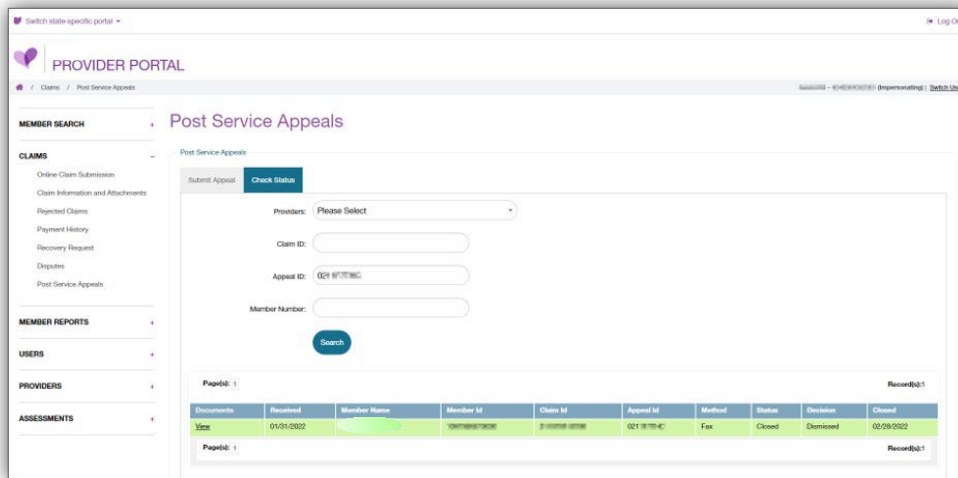 Switch state-specific portal
Log O
PROVIDER PORTAL
/ Claims / Post Service Appeals
(Impersonating) | Switch Us
MEMBER SEARCH +
CLAIMS –
Online Claim Submission
Claim Information and Attachments
Rejected Claims
Payment History
Recovery Request
Disputes
Post Service Appeals
MEMBER REPORTS +
USERS +
PROVIDERS +
ASSESSMENTS +
Post Service Appeals
Post Service Appeals
Submit Appeal Check Status
Providers: Please Select
Claim ID:
Appeal ID: 021
Member Number:
Search
Page(s): 1 Record(s):1
Documents Received Member Name Member Id Claim Id Appeal Id Method Status Decision Closed
View 01/31/2022 021 Fax Closed Dismissed 02/28/2022
Page(s): 1 Record(s):1